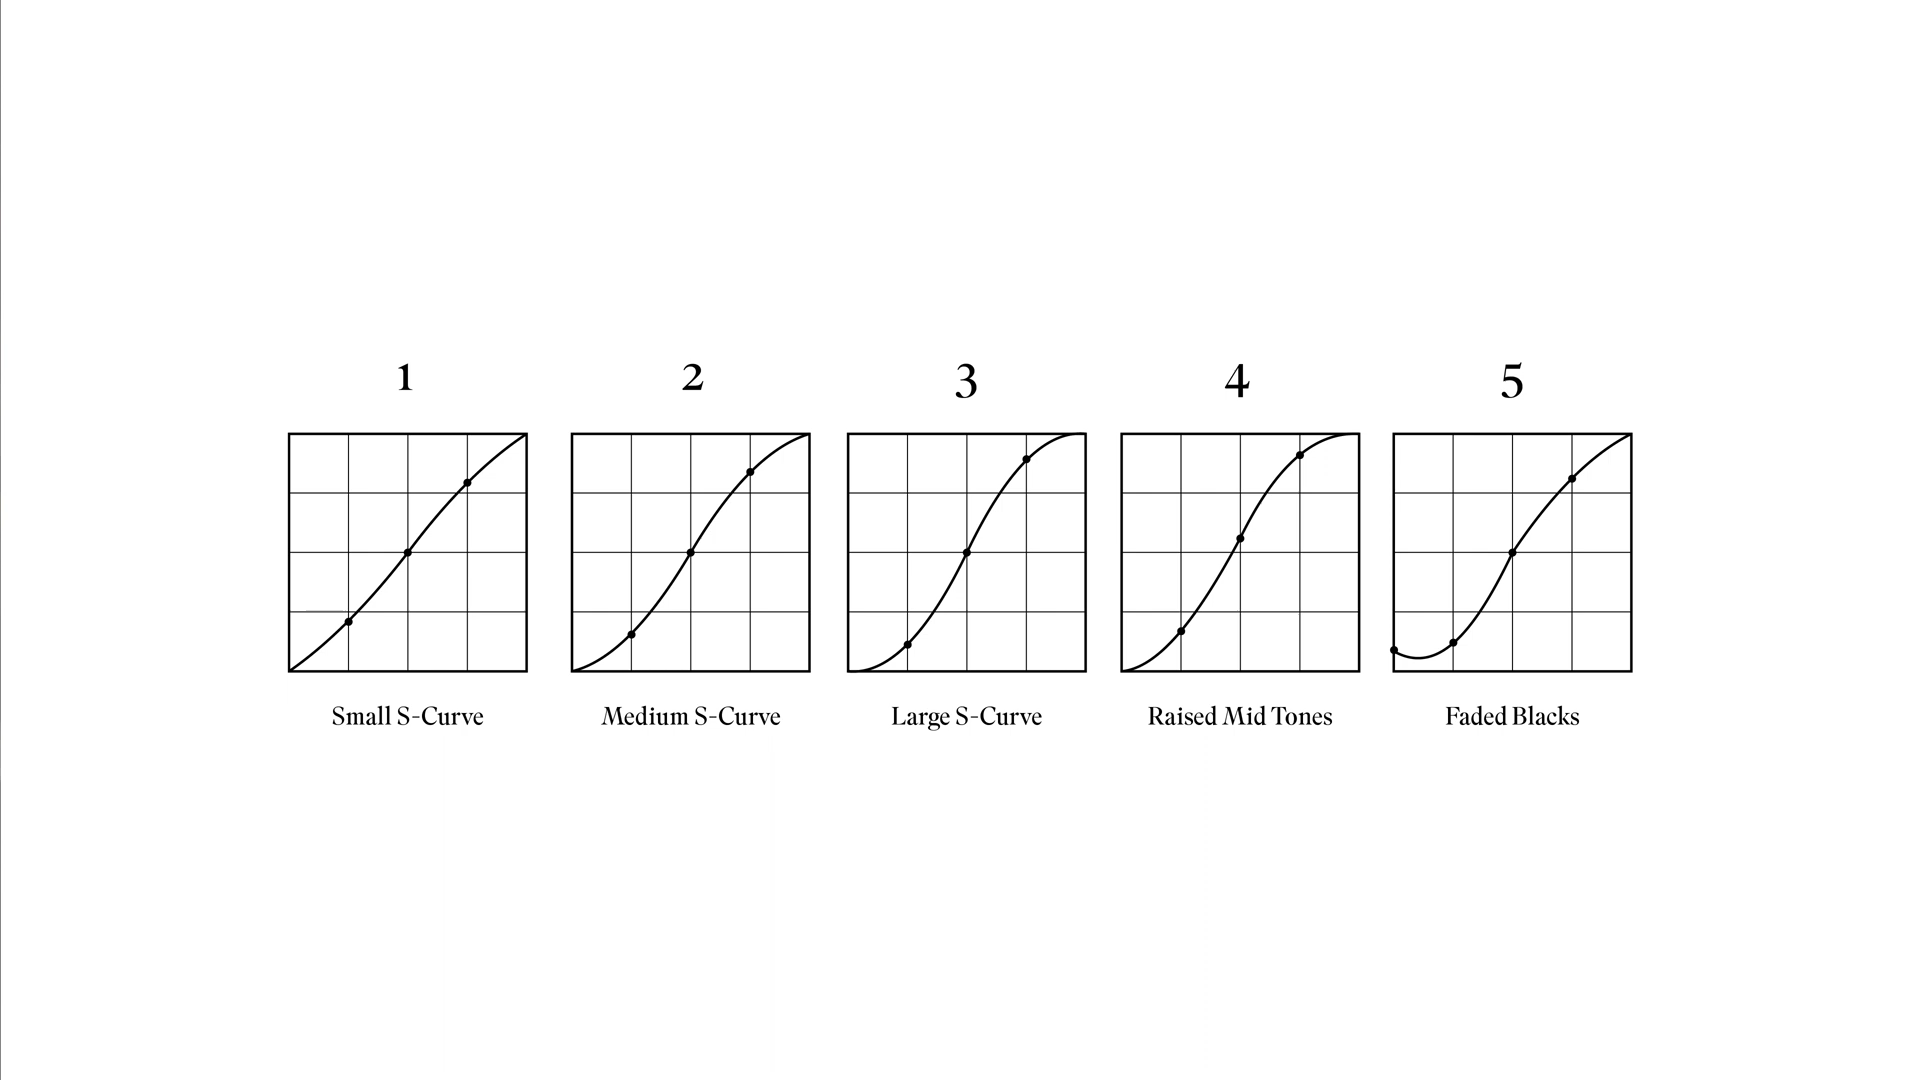 1
2
3
4
5
Small S-Curve
Medium S-Curve
Large S-Curve
Raised Mid Tones
Faded Blacks